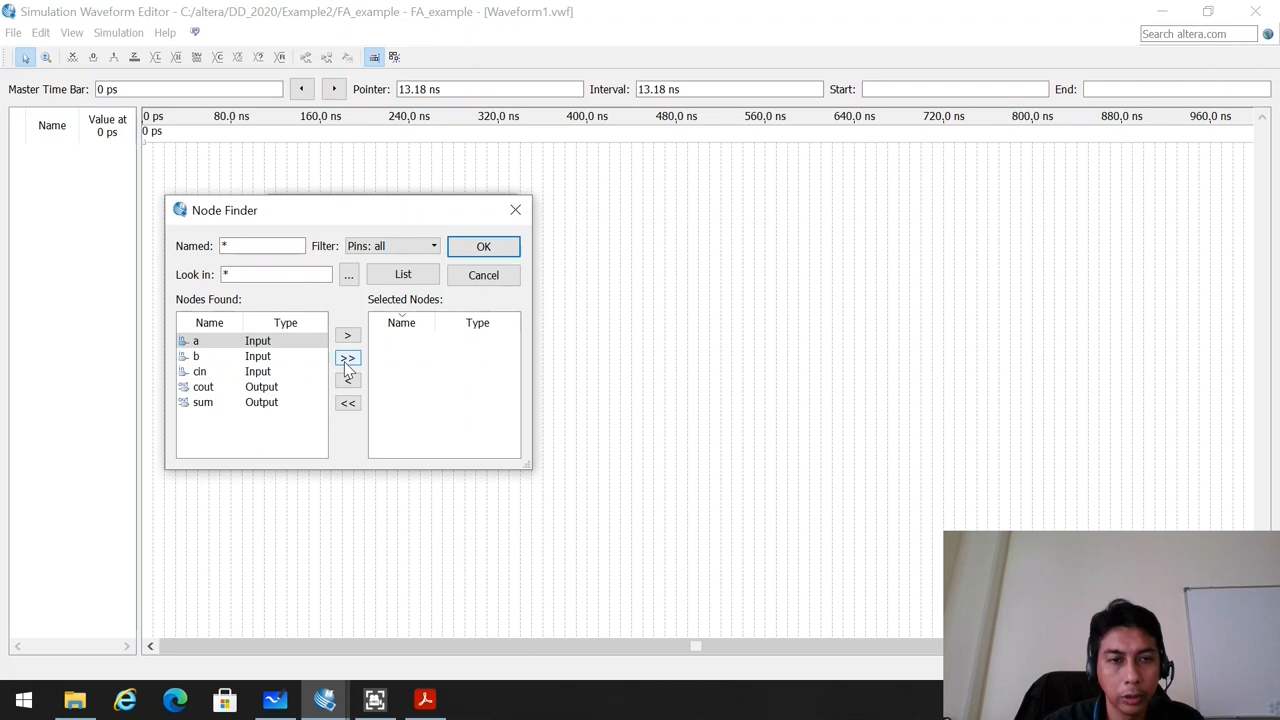 Simulation Waveform Editor - C:/altera/DD_2020/Example2/FA_example - FA_example - [Waveform1.vwf]
File Edit View Simulation Help
Search altera.com
Master Time Bar: 0 ps Pointer: 13.18 ns Interval: 13.18 ns Start: End:
Name Value at 0 ps
0 ps 80.0 ns 160,0 ns 240,0 ns 320,0 ns 400,0 ns 480,0 ns 560,0 ns 640,0 ns 720,0 ns 800,0 ns 880,0 ns 960,0 ns
0 ps
Node Finder
Named: * Filter: Pins: all OK
Look in: * ... List Cancel
Nodes Found: Selected Nodes:
Name Type Name Type
a Input >
b Input >>
cin Input
cout Output <
sum Output <<